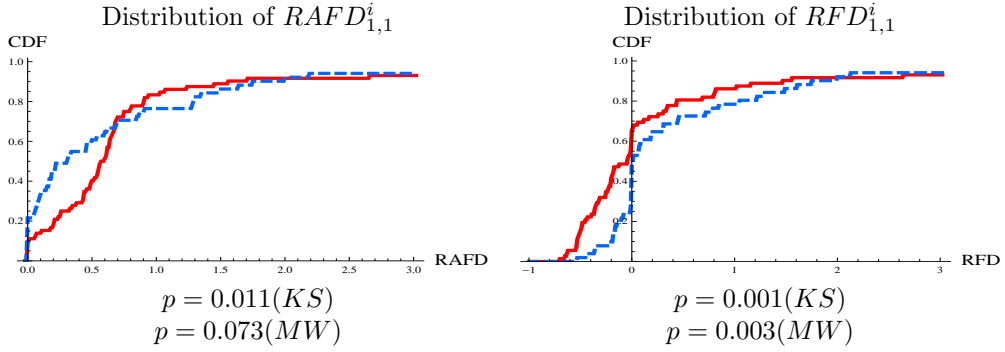 Distribution of $RAFD^i_{1,1}$
CDF
1.0
0.8
0.6
0.4
0.2
0.0 0.5 1.0 1.5 2.0 2.5 3.0
RAFD
p = 0.011(KS)
p = 0.073(MW)
Distribution of $RFD^i_{1,1}$
CDF
1.0
0.8
0.6
0.4
0.2
-1 0 1 2 3
RFD
p = 0.001(KS)
p = 0.003(MW)